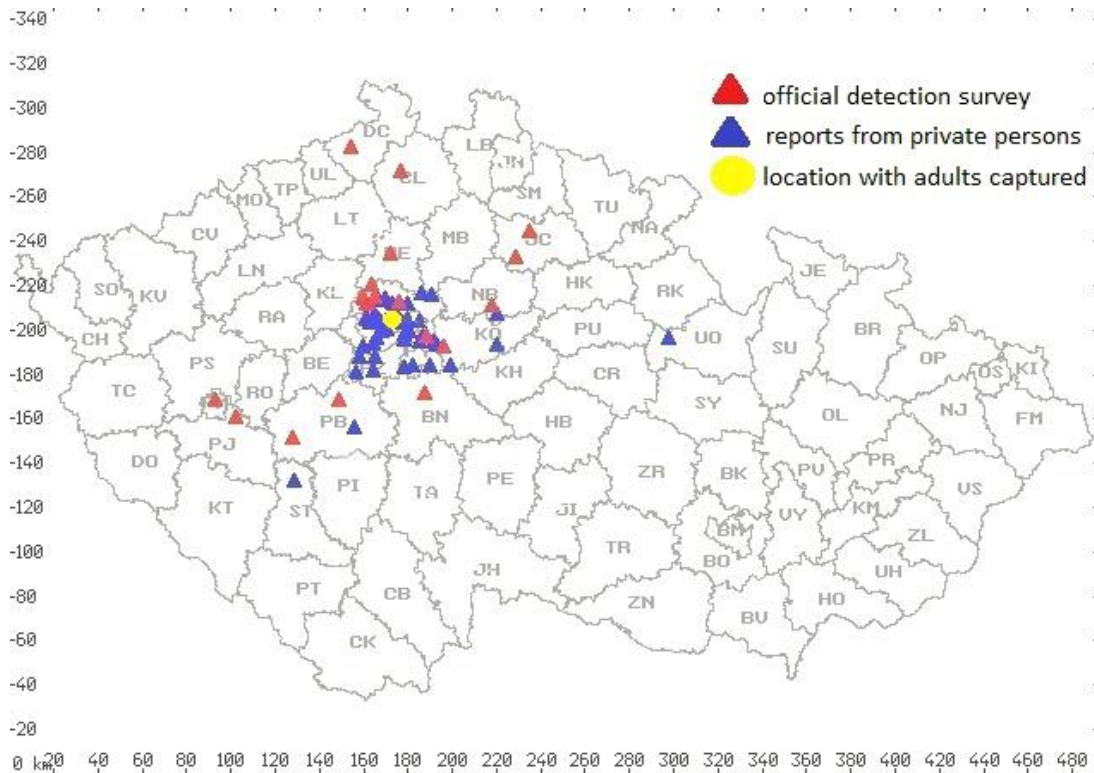 -340
-320
-300
-280
-260
-240
-220
-200
-180
-160
-140
-120
-100
-80
-60
-40
-20
0 km 20 40 60 80 100 120 140 160 180 200 220 240 260 280 300 320 340 360 380 400 420 440 460 480
official detection survey
reports from private persons
location with adults captured
DC
LB
JN
UL
CL
SM
TP
MO
TU
LT
CV
MB
JC
NA
ME
LN
JE
SO
KV
KL
NB
HK
RK
RA
KO
PU
UO
BR
CH
SU
PS
BE
OP
OS
KI
TC
RO
KH
CR
SY
OL
NJ
FM
PB
BN
HB
PJ
DO
PI
TA
PE
ZR
BK
PV
PR
VS
KT
ST
JI
BM
VY
KM
ZL
TR
BO
UH
PT
CB
JH
ZN
BV
HO
CK